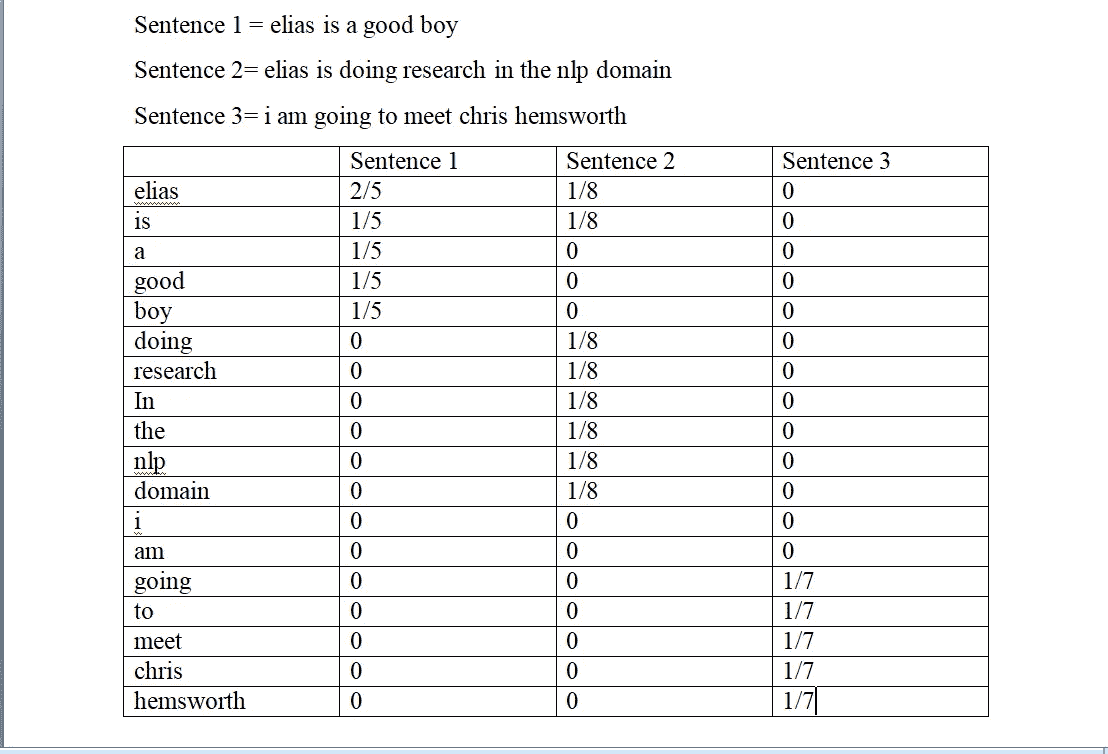 Sentence 1 = elias is a good boy
Sentence 2= elias is doing research in the nlp domain
Sentence 3= i am going to meet chris hemsworth
Sentence 1 Sentence 2 Sentence 3
elias 2/5 1/8 0
is 1/5 1/8 0
a 1/5 0 0
good 1/5 0 0
boy 1/5 0 0
doing 0 1/8 0
research 0 1/8 0
In 0 1/8 0
the 0 1/8 0
nlp 0 1/8 0
domain 0 1/8 0
i 0 0 0
am 0 0 0
going 0 0 1/7
to 0 0 1/7
meet 0 0 1/7
chris 0 0 1/7
hemsworth 0 0 1/7